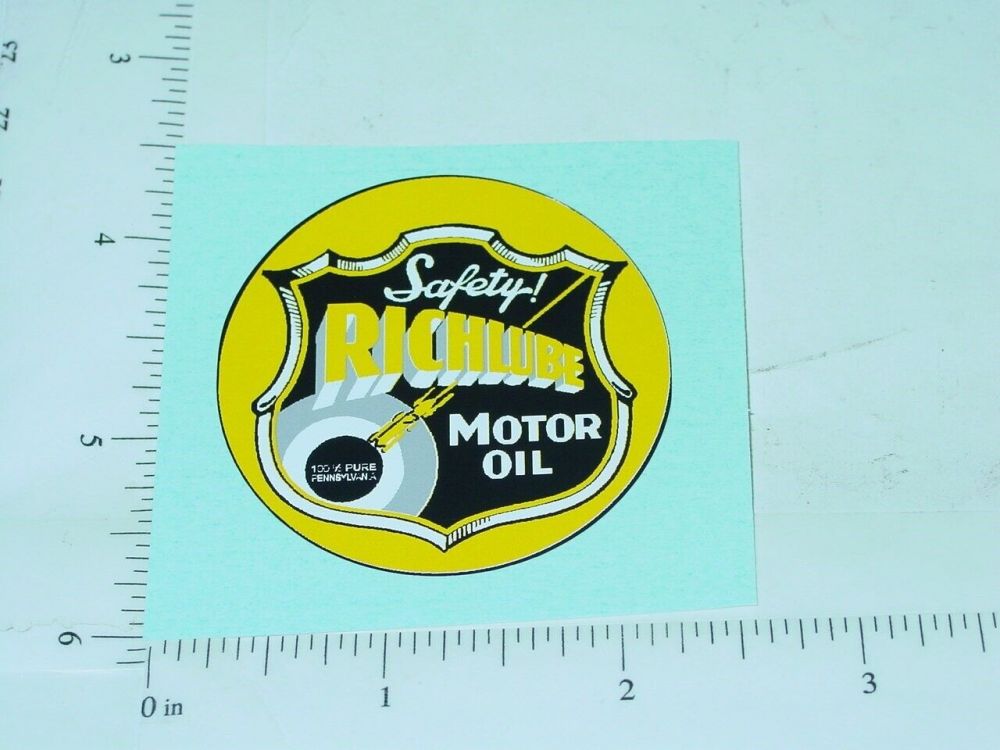 Safety!
RICHLUBE
MOTOR
OIL
100% PURE
PENNSYLVANIA
3
4
5
6
0 in
1
2
3